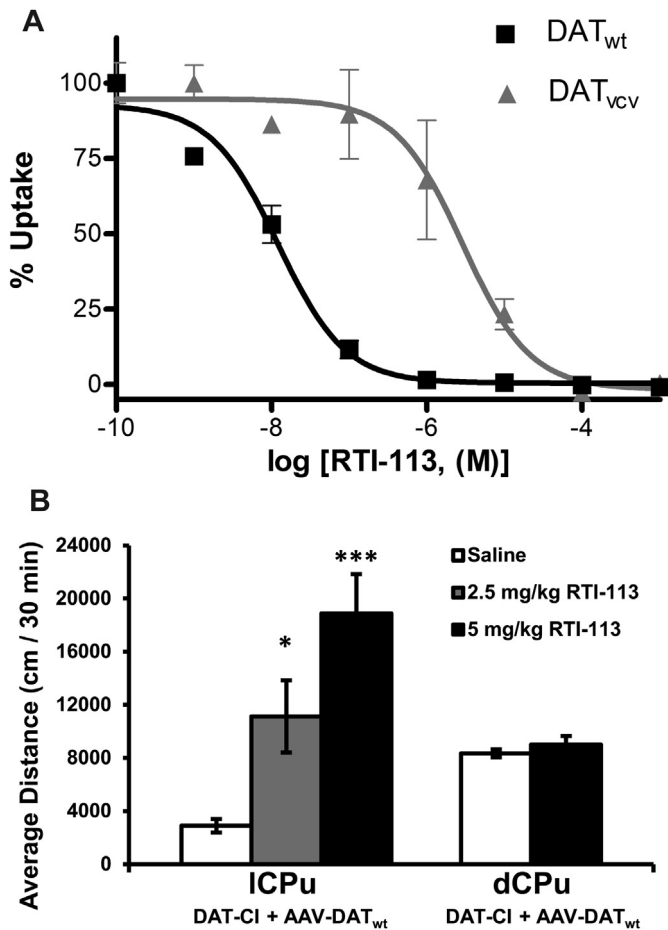 A
DATwt
DATvcv
100
75
50
25
0
% Uptake
-10
-8
-6
-4
log [RTI-113, (M)]
B
24000
20000
16000
12000
8000
4000
0
Average Distance (cm / 30 min)
*
***
Saline
2.5 mg/kg RTI-113
5 mg/kg RTI-113
lCPu
dCPu
DAT-CI + AAV-DATwt
DAT-CI + AAV-DATwt